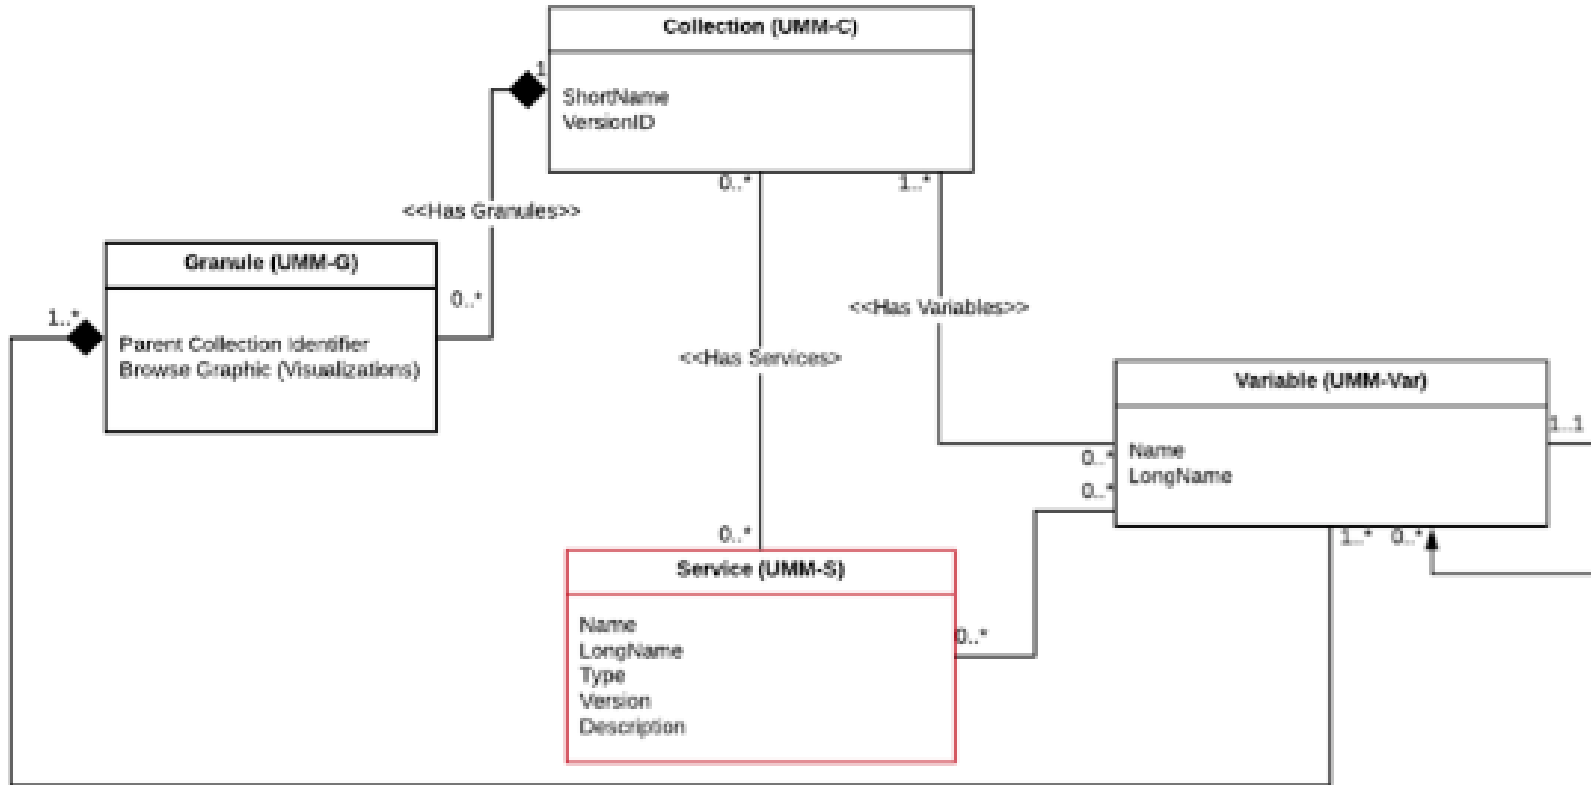 Collection (UMM-C)
1
ShortName
VersionID
0..*
1..*
<<Has Granules>>
Granule (UMM-G)
0..*
1..*
Parent Collection Identifier
Browse Graphic (Visualizations)
<<Has Variables>>
<<Has Services>
Variable (UMM-Var)
1..1
Name
LongName
0..*
0..*
1..*
0..*
0..*
Service (UMM-S)
Name
LongName
Type
Version
Description
0..*